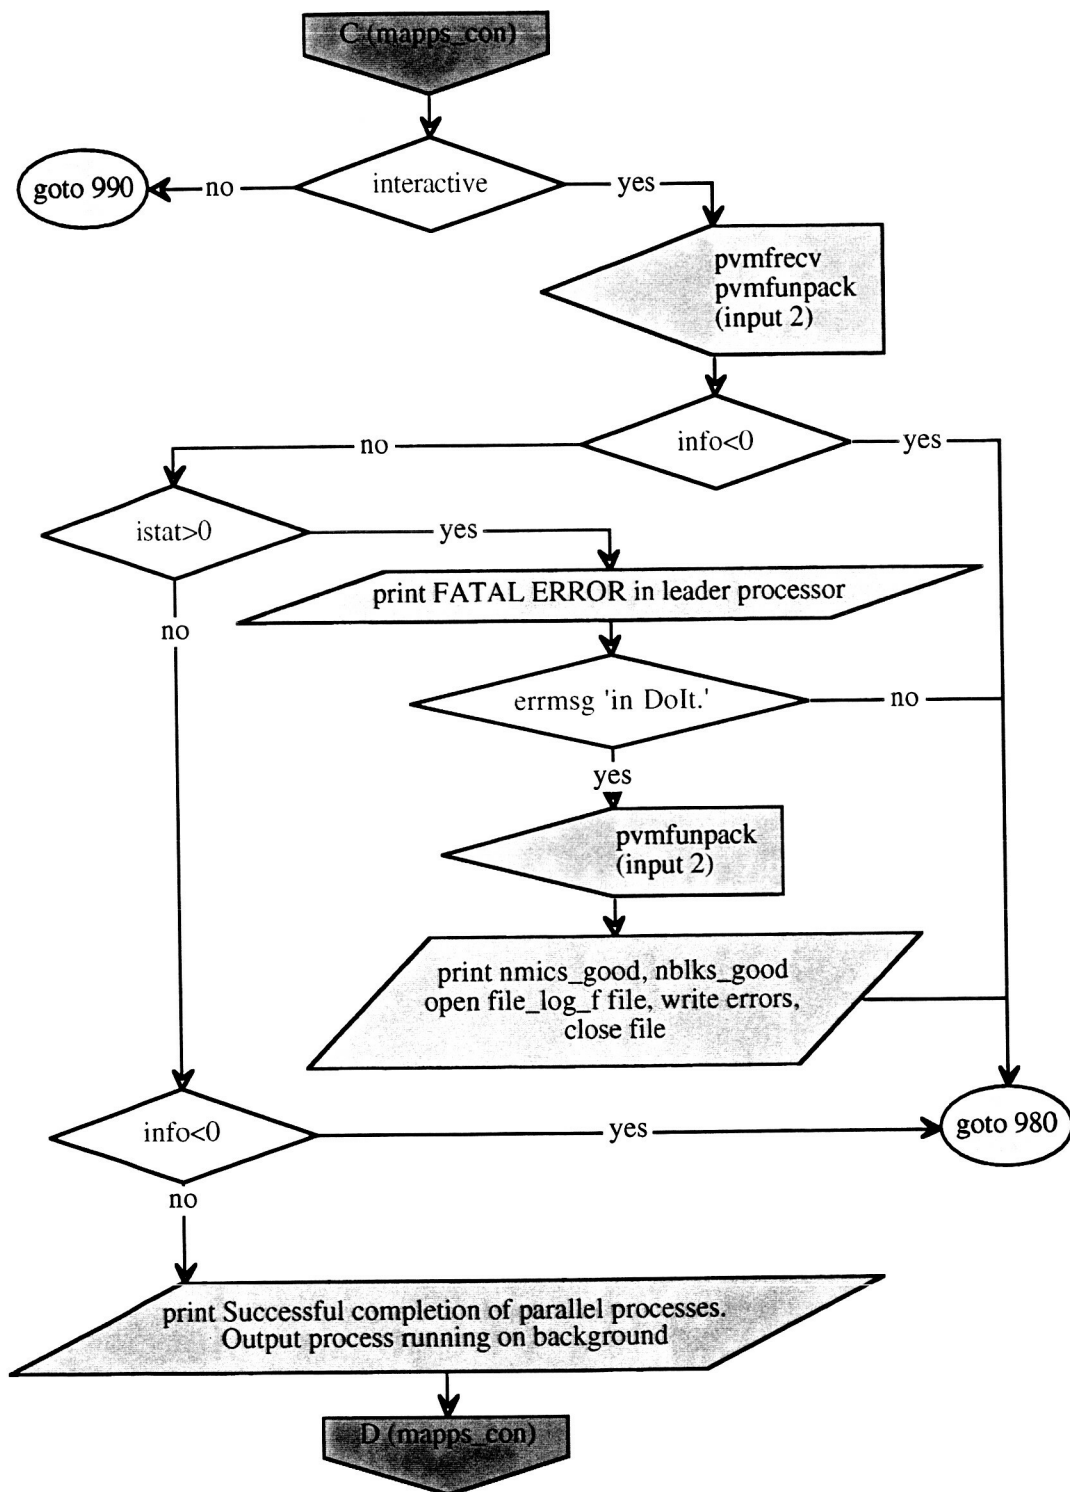 C (mapps_con)
interactive
no
goto 990
yes
pvmfrecv
pvmfunpack
(input 2)
info<0
no
yes
istat>0
yes
no
print FATAL ERROR in leader processor
errmsg 'in DoIt.'
no
yes
pvmfunpack
(input 2)
print nmics_good, nblks_good
open file_log_f file, write errors,
close file
info<0
yes
goto 980
no
print Successful completion of parallel processes.
Output process running on background
D (mapps_con)